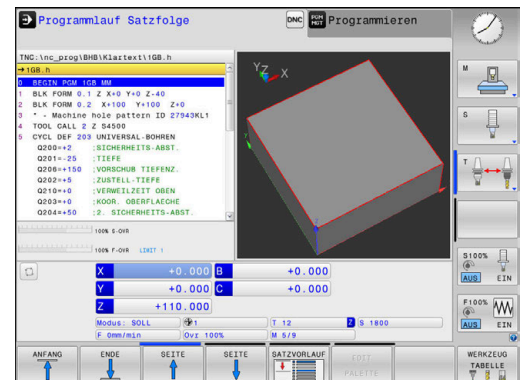 Programmlauf Satzfolge
DNC
PGM MGT
Programmieren
TNC:\nc_prog\BHB\Klartext\1GB.h
→1GB.h
0 BEGIN PGM 1GB MM
1 BLK FORM 0.1 Z X+0 Y+0 Z-40
2 BLK FORM 0.2 X+100 Y+100 Z+0
3 * - Machine hole pattern ID 27943KL1
4 TOOL CALL 2 Z S4500
5 CYCL DEF 203 UNIVERSAL-BOHREN
Q200=+2 ;SICHERHEITS-ABST.
Q201=-25 ;TIEFE
Q206=+150 ;VORSCHUB TIEFENZ.
Q202=+5 ;ZUSTELL-TIEFE
Q210=+0 ;VERWEILZEIT OBEN
Q203=+0 ;KOOR. OBERFLAECHE
Q204=+50 ;2. SICHERHEITS-ABST.
Y Z X
100% S-OVR
100% F-OVR LIMIT 1
X +0.000 B +0.000
Y +0.000 C +0.000
Z +110.000
Modus: SOLL 1 T 12 Z S 1800
F 0mm/min Ovr 100% M 5/9
M
S
T
S100%
AUS EIN
F100%
AUS EIN
ANFANG
ENDE
SEITE
SEITE
SATZVORLAUF
EDIT
PALETTE
WERKZEUG
TABELLE